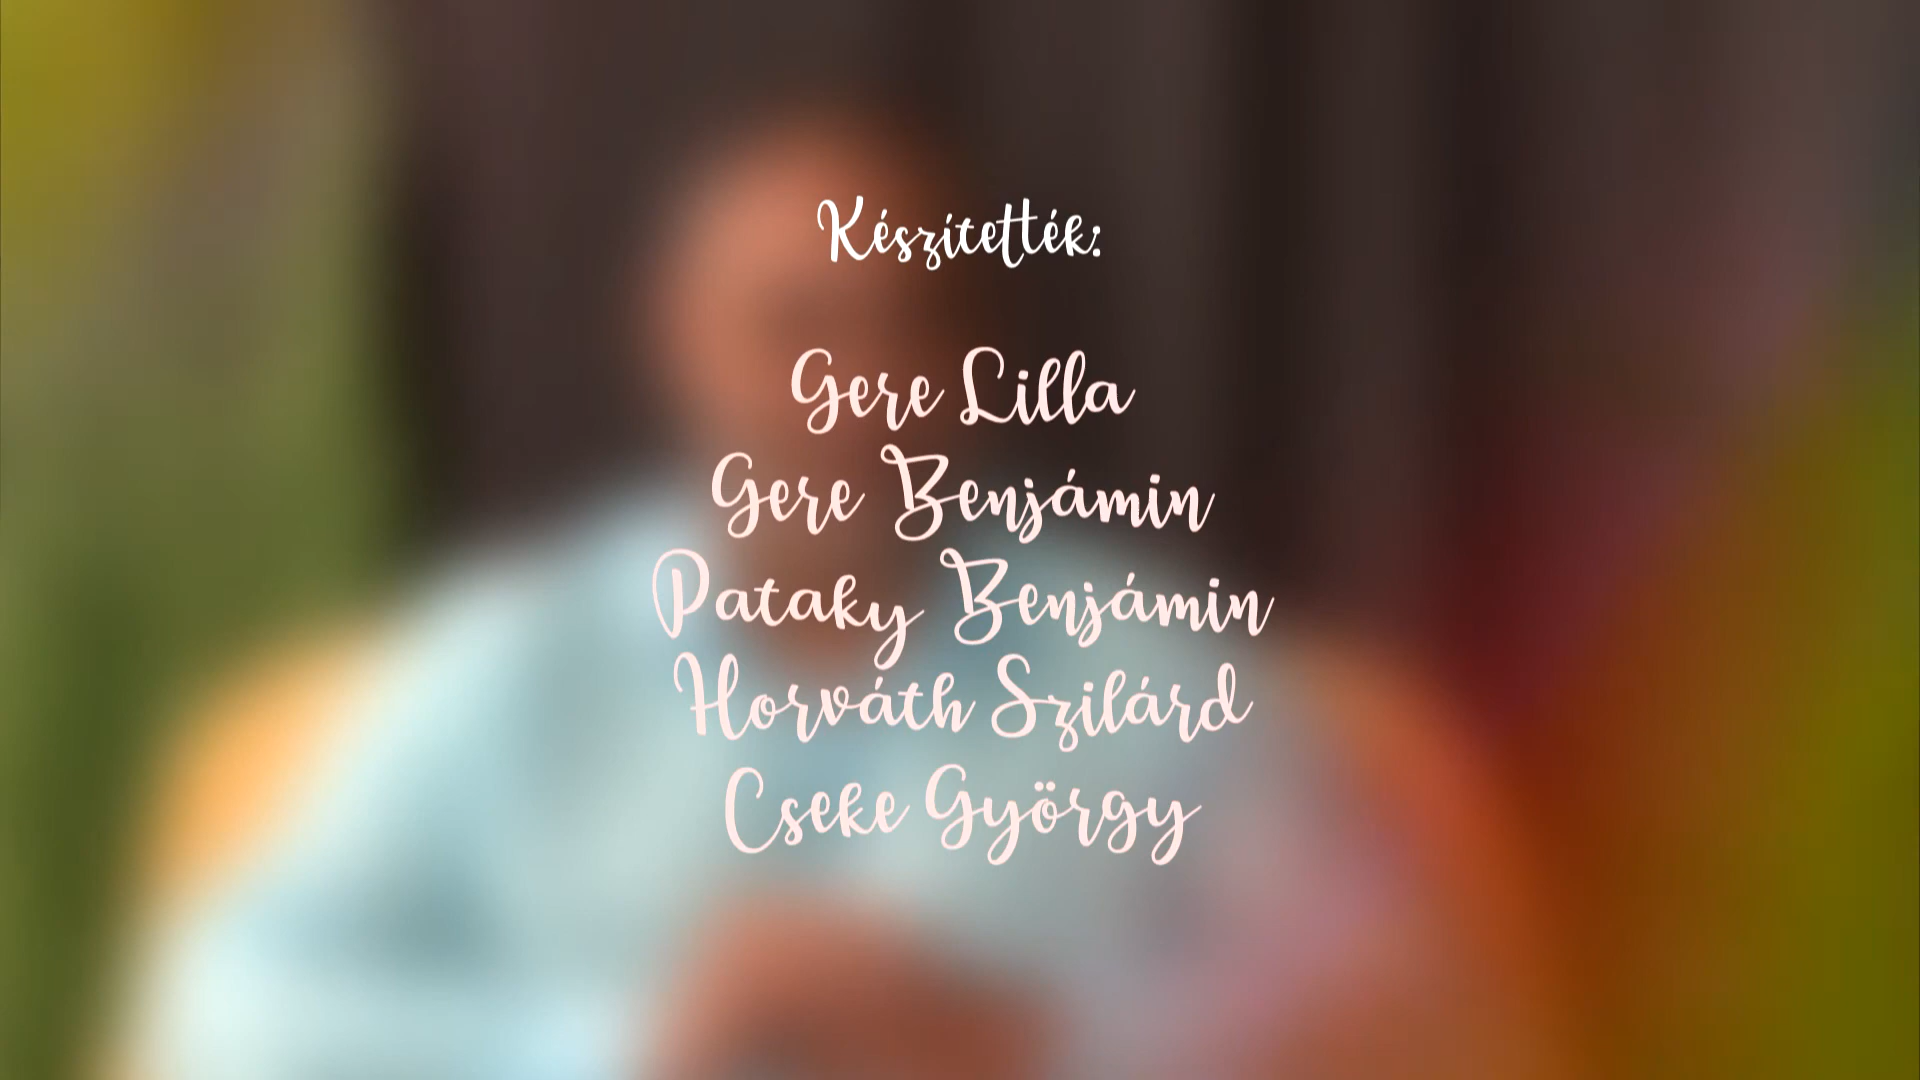 Készítették:
Gere Lilla
Gere Benjámin
Pataky Benjámin
Horváth Szilárd
Cseke György